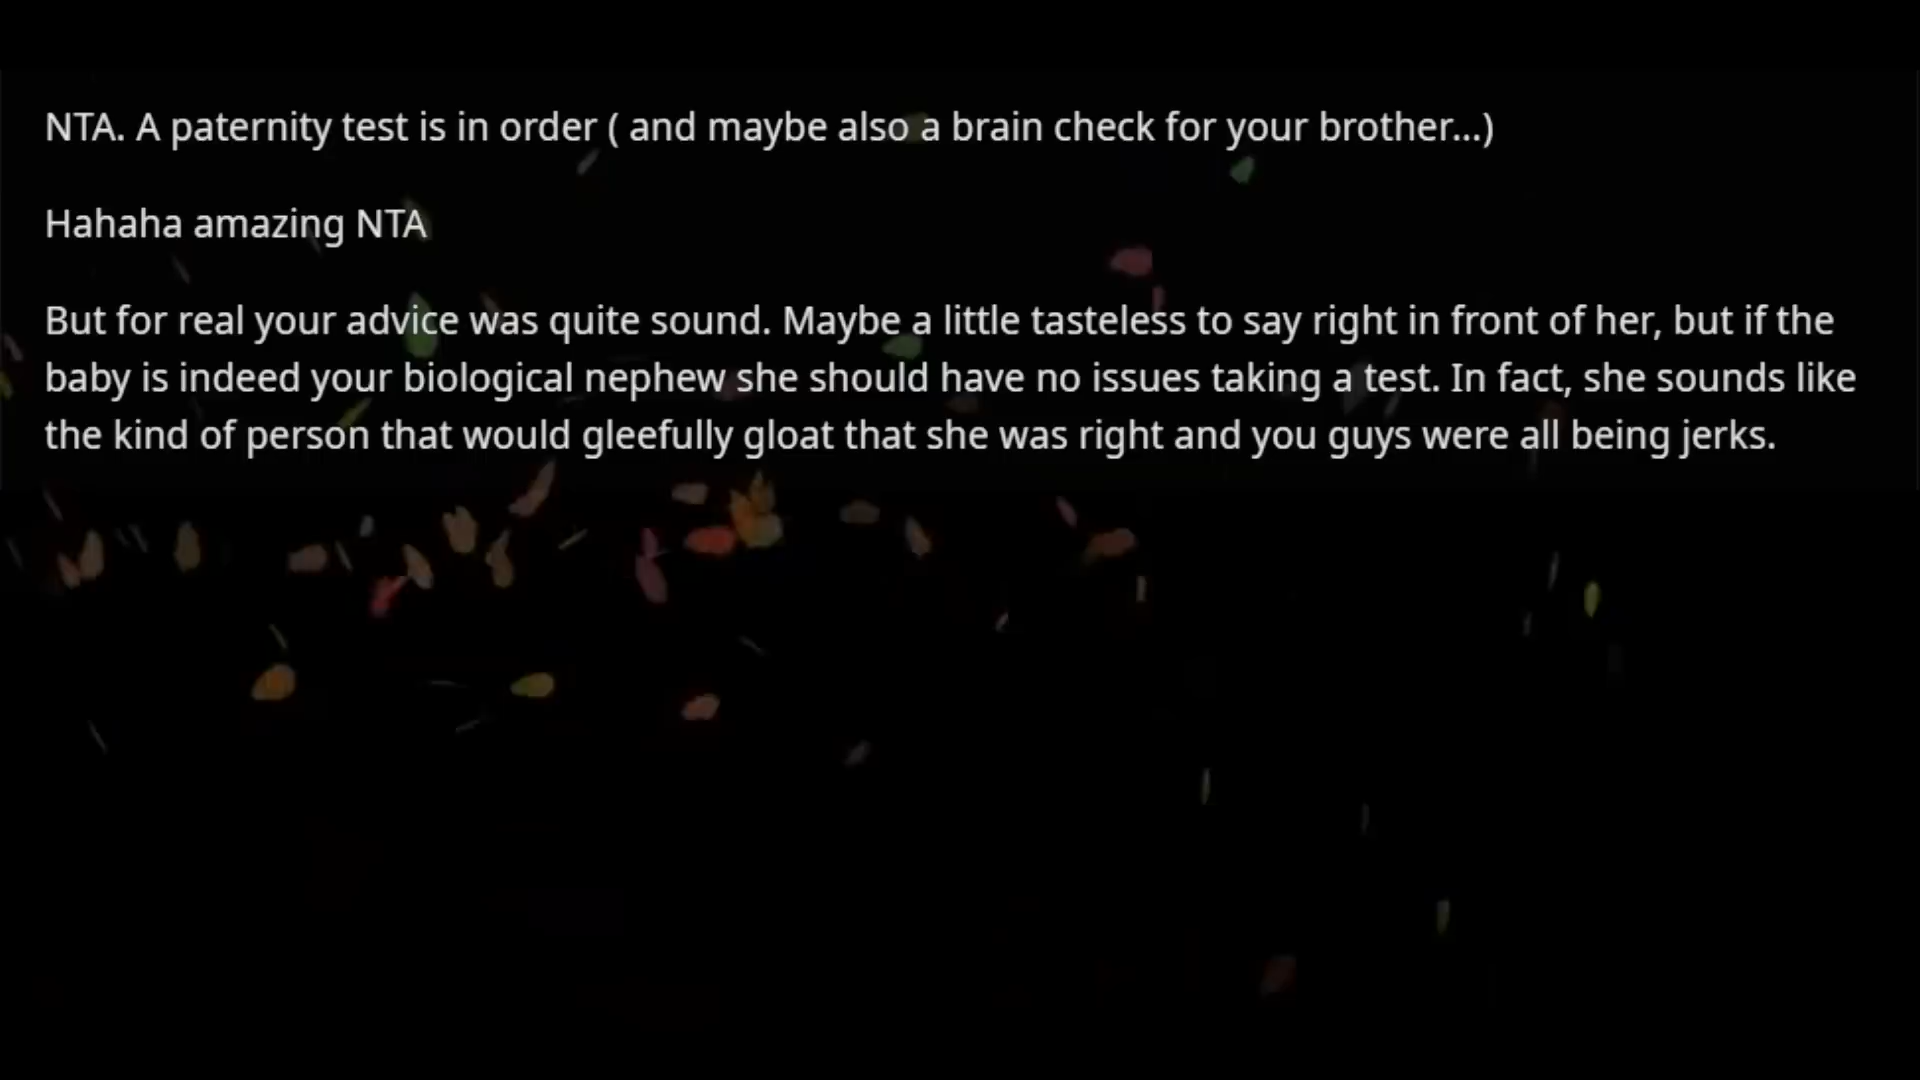 NTA. A paternity test is in order ( and maybe also a brain check for your brother...)
Hahaha amazing NTA
But for real your advice was quite sound. Maybe a little tasteless to say right in front of her, but if the
baby is indeed your biological nephew she should have no issues taking a test. In fact, she sounds like
the kind of person that would gleefully gloat that she was right and you guys were all being jerks.